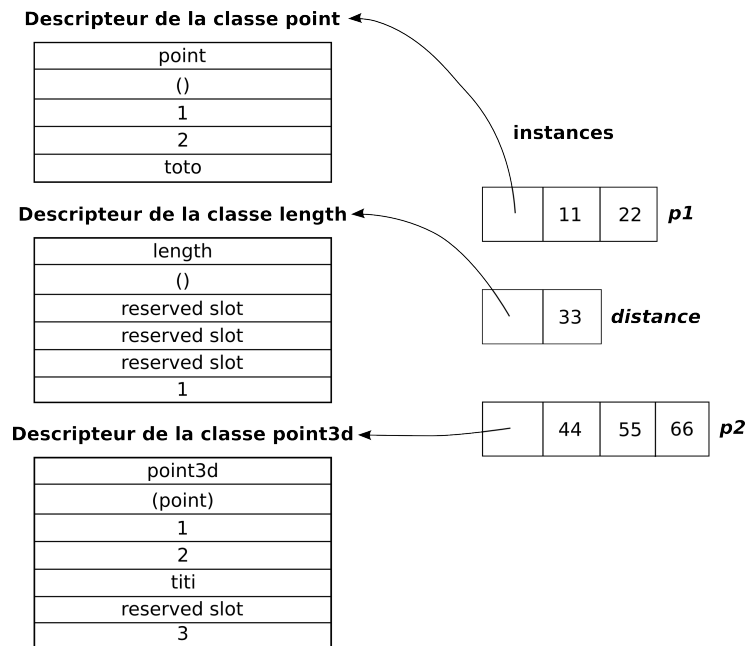 Descripteur de la classe point
point
()
1
2
toto
instances
11 22 p1
Descripteur de la classe length
length
()
reserved slot
reserved slot
reserved slot
1
33 distance
Descripteur de la classe point3d
point3d
(point)
1
2
titi
reserved slot
3
44 55 66 p2